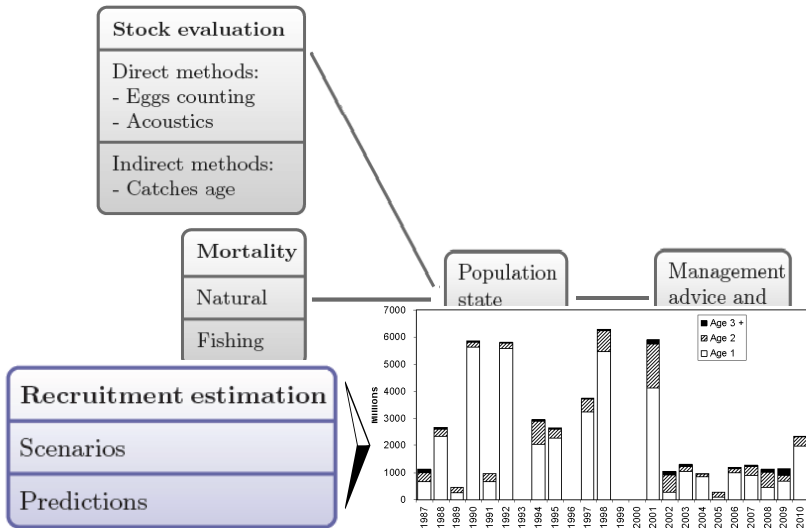 Stock evaluation
Direct methods:
- Eggs counting
- Acoustics
Indirect methods:
- Catches age
Mortality
Natural
Fishing
Population
state
Management
advice and
Recruitment estimation
Scenarios
Predictions
Millions
7000
6000
5000
4000
3000
2000
1000
0
Age 3 +
Age 2
Age 1
1987
1988
1989
1990
1991
1992
1993
1994
1995
1996
1997
1998
1999
2000
2001
2002
2003
2004
2005
2006
2007
2008
2009
2010